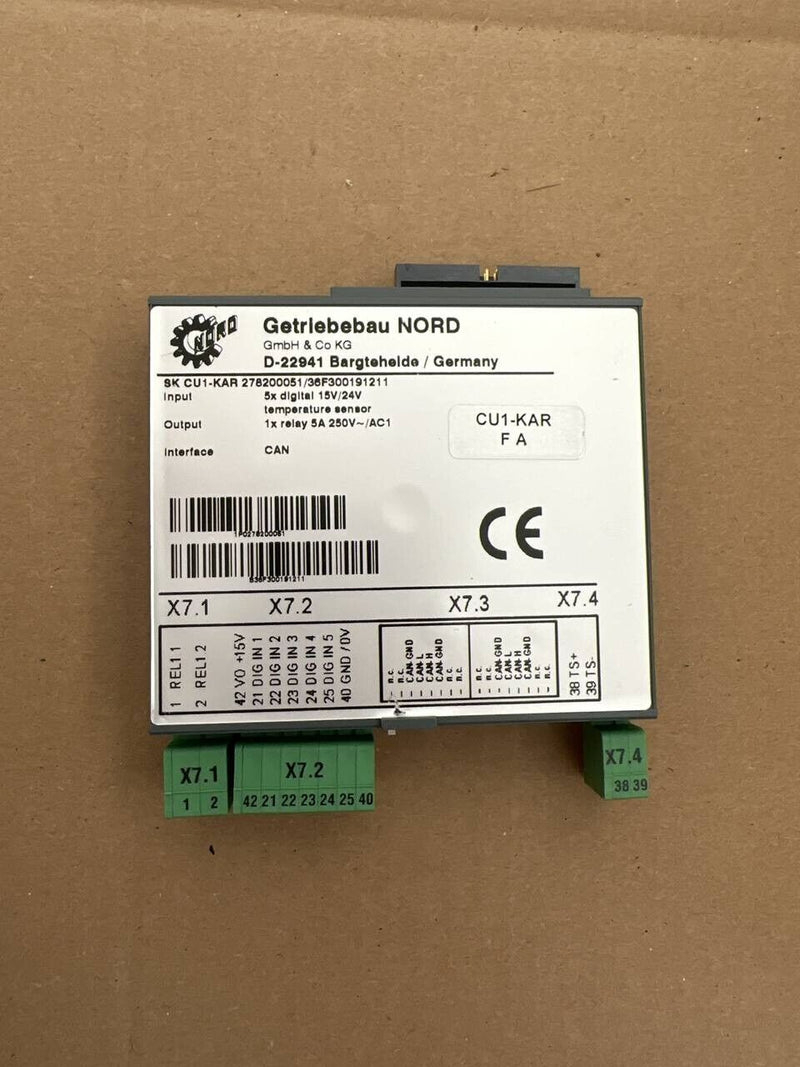 NORD
Getriebebau NORD
GmbH & Co KG
D-22941 Bargteheide / Germany
SK CU1-KAR 278200051/36F300191211
Input 5x digital 15V/24V
temperature sensor
Output 1x relay 5A 250V~/AC1
Interface CAN
CU1-KAR
F A
1P0278200051
S36F300191211
CE
X7.1 X7.2 X7.3 X7.4
1 REL1 1
2 REL1 2
42 VO +15V
21 DIG IN 1
22 DIG IN 2
23 DIG IN 3
24 DIG IN 4
25 DIG IN 5
40 GND /0V
– n.c.
– n.c.
– CAN-GND
– CAN-L
– CAN-H
– CAN-GND
– n.c.
– n.c.
– n.c.
– n.c.
– CAN-GND
– CAN-L
– CAN-H
– CAN-GND
– n.c.
– n.c.
38 TS+
39 TS-
X7.1
1 2
X7.2
42 21 22 23 24 25 40
X7.4
38 39